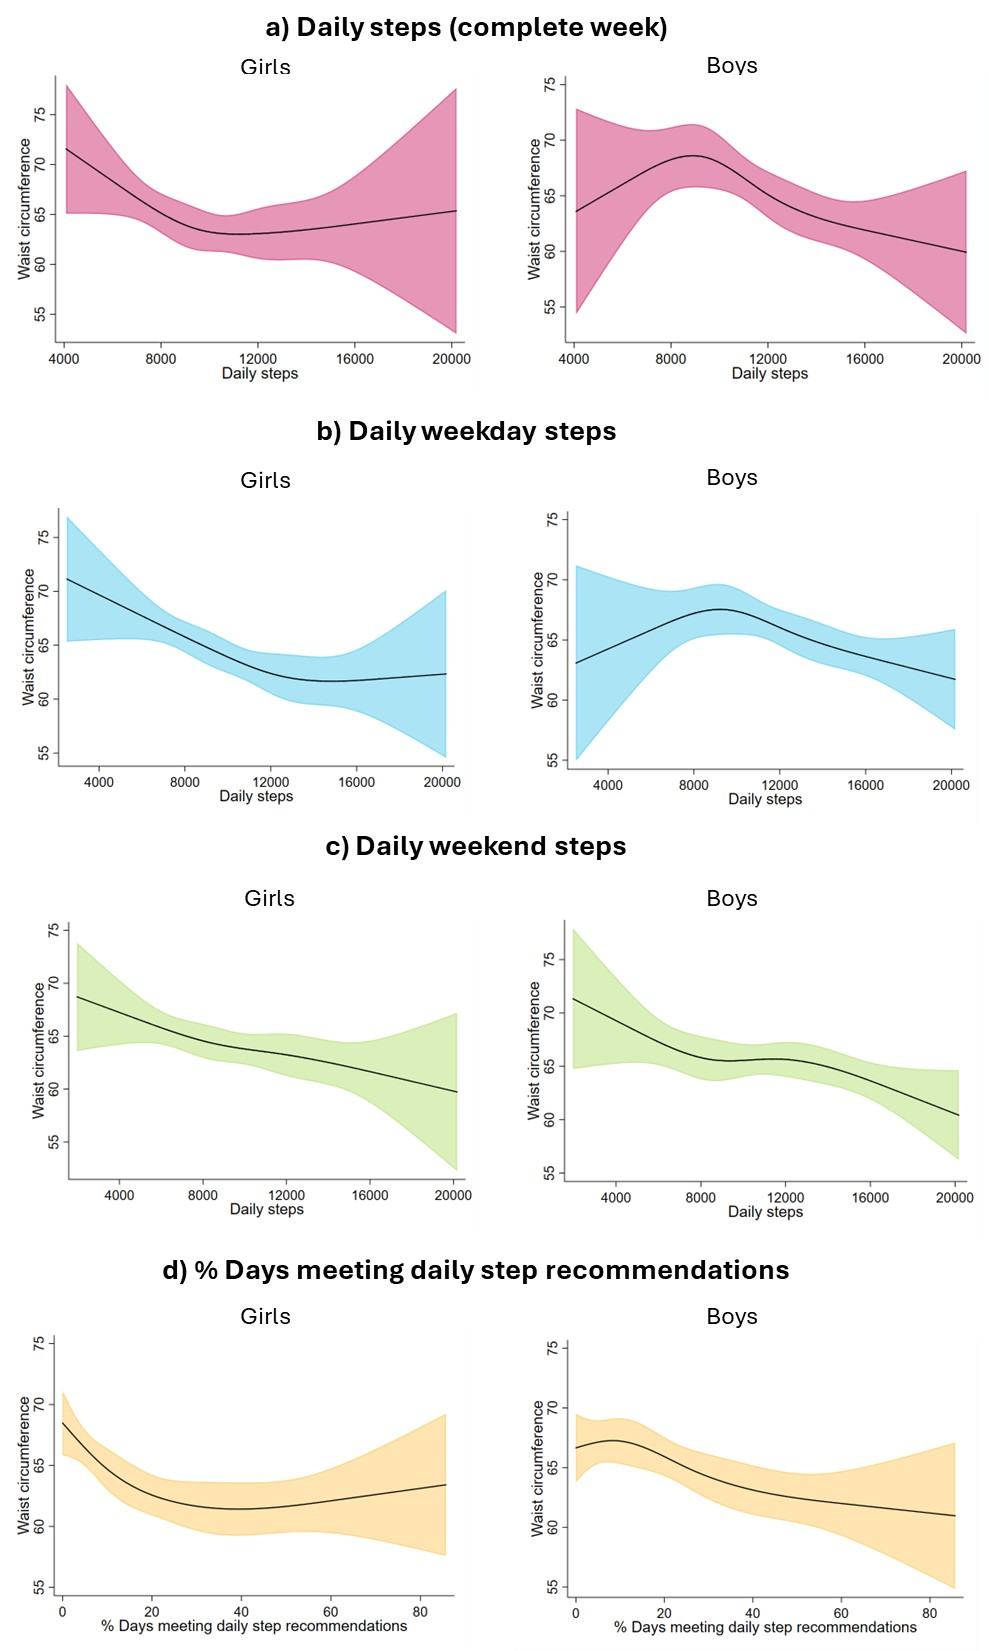 a) Daily steps (complete week)
Girls
Boys
Waist circumference
75
70
65
60
55
4000 8000 12000 16000 20000
Daily steps
Waist circumference
75
70
65
60
55
4000 8000 12000 16000 20000
Daily steps
b) Daily weekday steps
Girls
Boys
Waist circumference
75
70
65
60
55
4000 8000 12000 16000 20000
Daily steps
Waist circumference
75
70
65
60
55
4000 8000 12000 16000 20000
Daily steps
c) Daily weekend steps
Girls
Boys
Waist circumference
75
70
65
60
55
4000 8000 12000 16000 20000
Daily steps
Waist circumference
75
70
65
60
55
4000 8000 12000 16000 20000
Daily steps
d) % Days meeting daily step recommendations
Girls
Boys
Waist circumference
75
70
65
60
55
0 20 40 60 80
% Days meeting daily step recommendations
Waist circumference
75
70
65
60
55
0 20 40 60 80
% Days meeting daily step recommendations